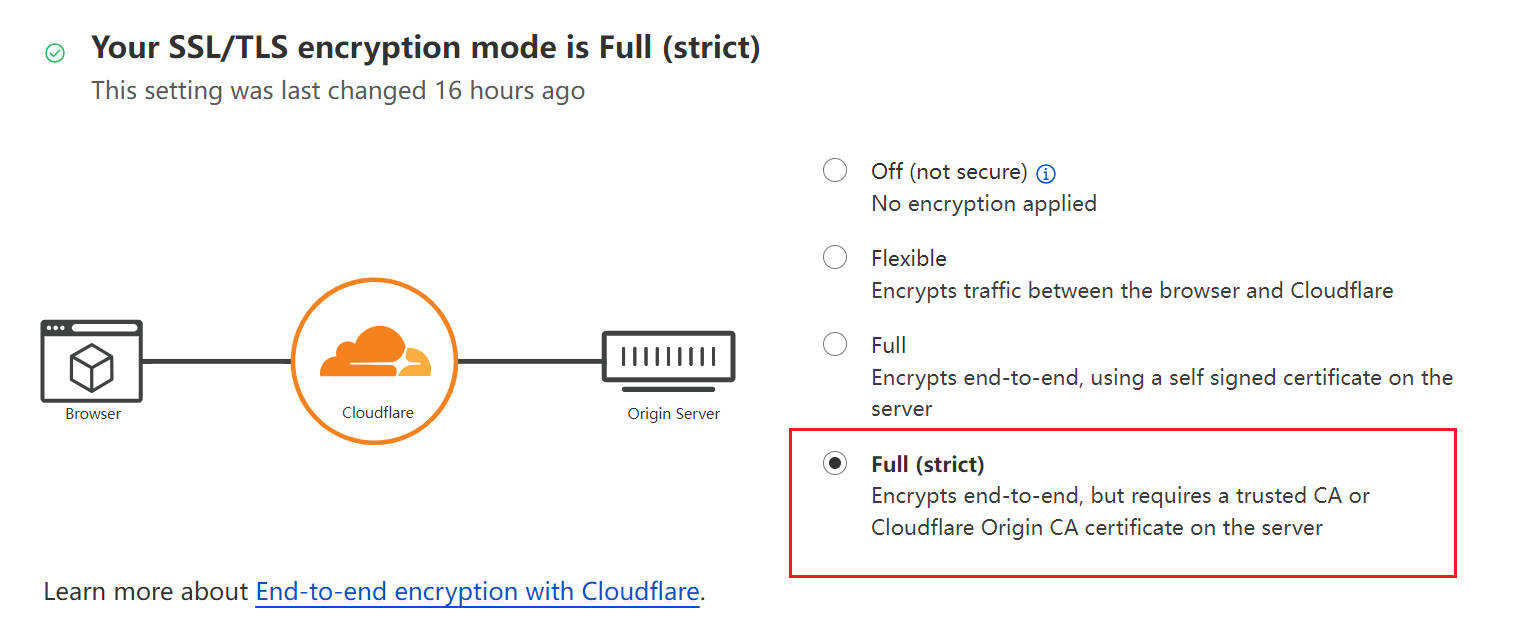 Your SSL/TLS encryption mode is Full (strict)
This setting was last changed 16 hours ago
Off (not secure)
No encryption applied
Flexible
Encrypts traffic between the browser and Cloudflare
Full
Encrypts end-to-end, using a self signed certificate on the
server
Full (strict)
Encrypts end-to-end, but requires a trusted CA or
Cloudflare Origin CA certificate on the server
Browser
Cloudflare
Origin Server
Learn more about End-to-end encryption with Cloudflare.